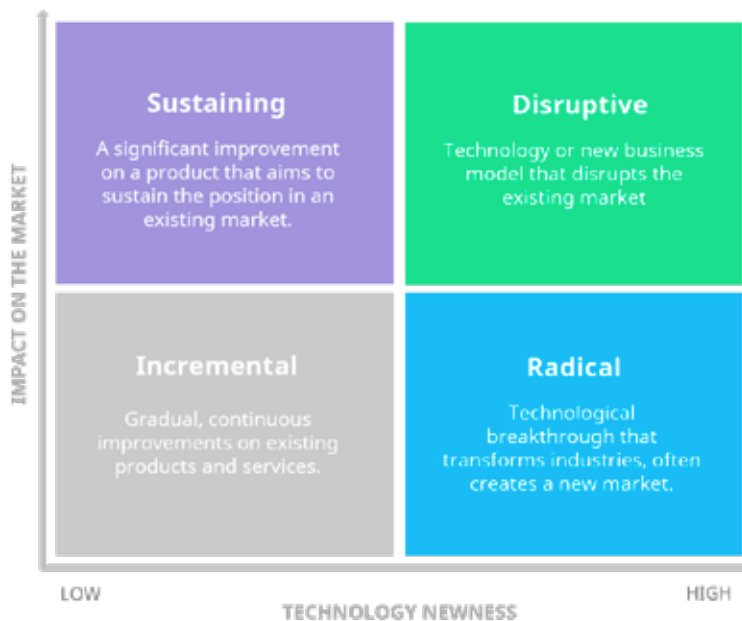 IMPACT ON THE MARKET
Sustaining
A significant improvement
on a product that aims to
sustain the position in an
existing market.
Disruptive
Technology or new business
model that disrupts the
existing market
Incremental
Gradual, continuous
improvements on existing
products and services.
Radical
Technological
breakthrough that
transforms industries, often
creates a new market.
LOW
HIGH
TECHNOLOGY NEWNESS